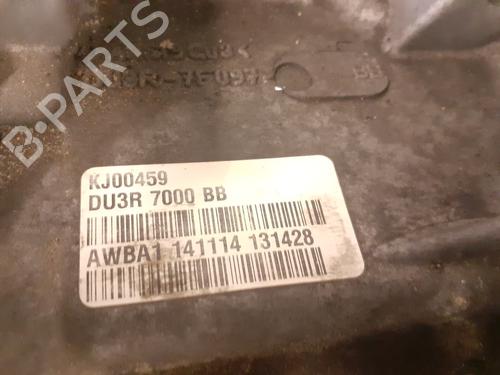 B-PARTS
KJ00459
DU3R 7000 BB
AWBA1 141114 131428